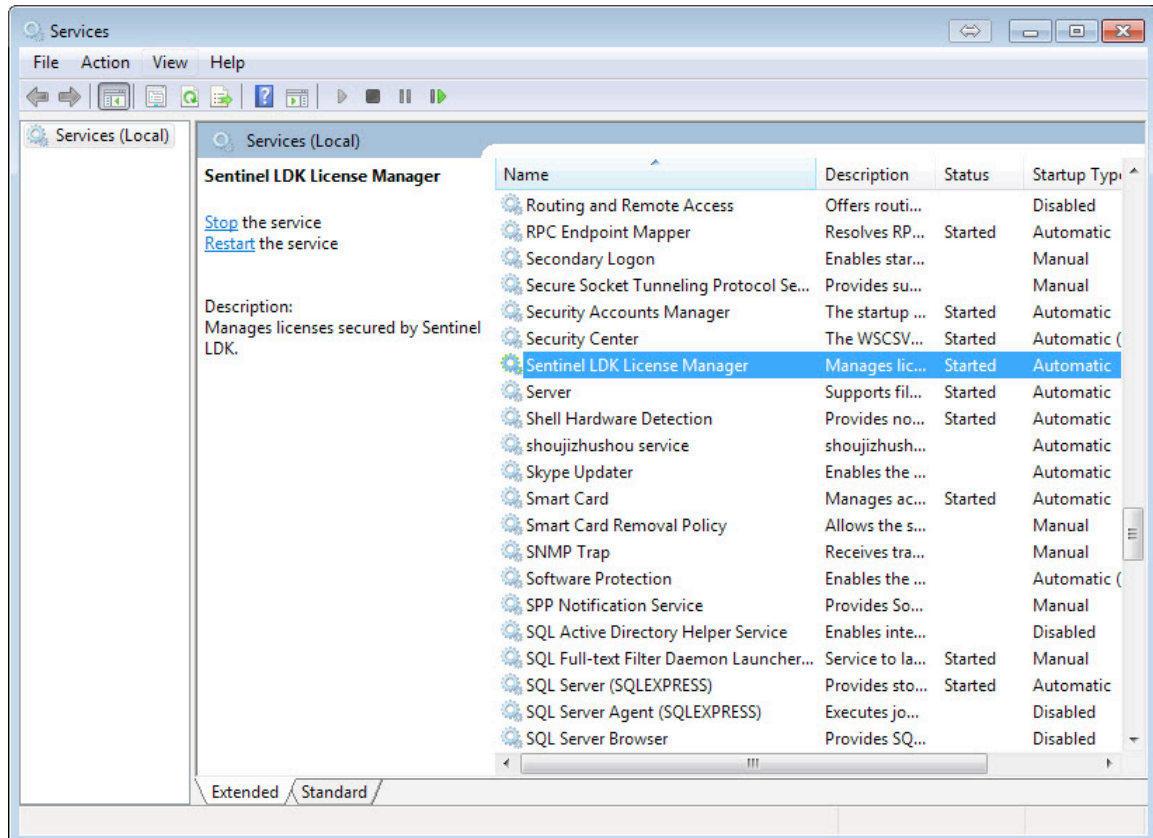 Services
File Action View Help
Services (Local)
Services (Local)
Sentinel LDK License Manager
Stop the service
Restart the service
Description:
Manages licenses secured by Sentinel
LDK.
Name Description Status Startup Type
Routing and Remote Access Offers routi... Disabled
RPC Endpoint Mapper Resolves RP... Started Automatic
Secondary Logon Enables star... Manual
Secure Socket Tunneling Protocol Se... Provides su... Manual
Security Accounts Manager The startup ... Started Automatic
Security Center The WSCSV... Started Automatic (
Sentinel LDK License Manager Manages lic... Started Automatic
Server Supports fil... Started Automatic
Shell Hardware Detection Provides no... Started Automatic
shoujizhushou service shoujizhush... Automatic
Skype Updater Enables the ... Automatic
Smart Card Manages ac... Started Automatic
Smart Card Removal Policy Allows the s... Manual
SNMP Trap Receives tra... Manual
Software Protection Enables the ... Automatic (
SPP Notification Service Provides So... Manual
SQL Active Directory Helper Service Enables inte... Disabled
SQL Full-text Filter Daemon Launcher... Service to la... Started Manual
SQL Server (SQLEXPRESS) Provides sto... Started Automatic
SQL Server Agent (SQLEXPRESS) Executes jo... Disabled
SQL Server Browser Provides SQ... Disabled
Extended Standard